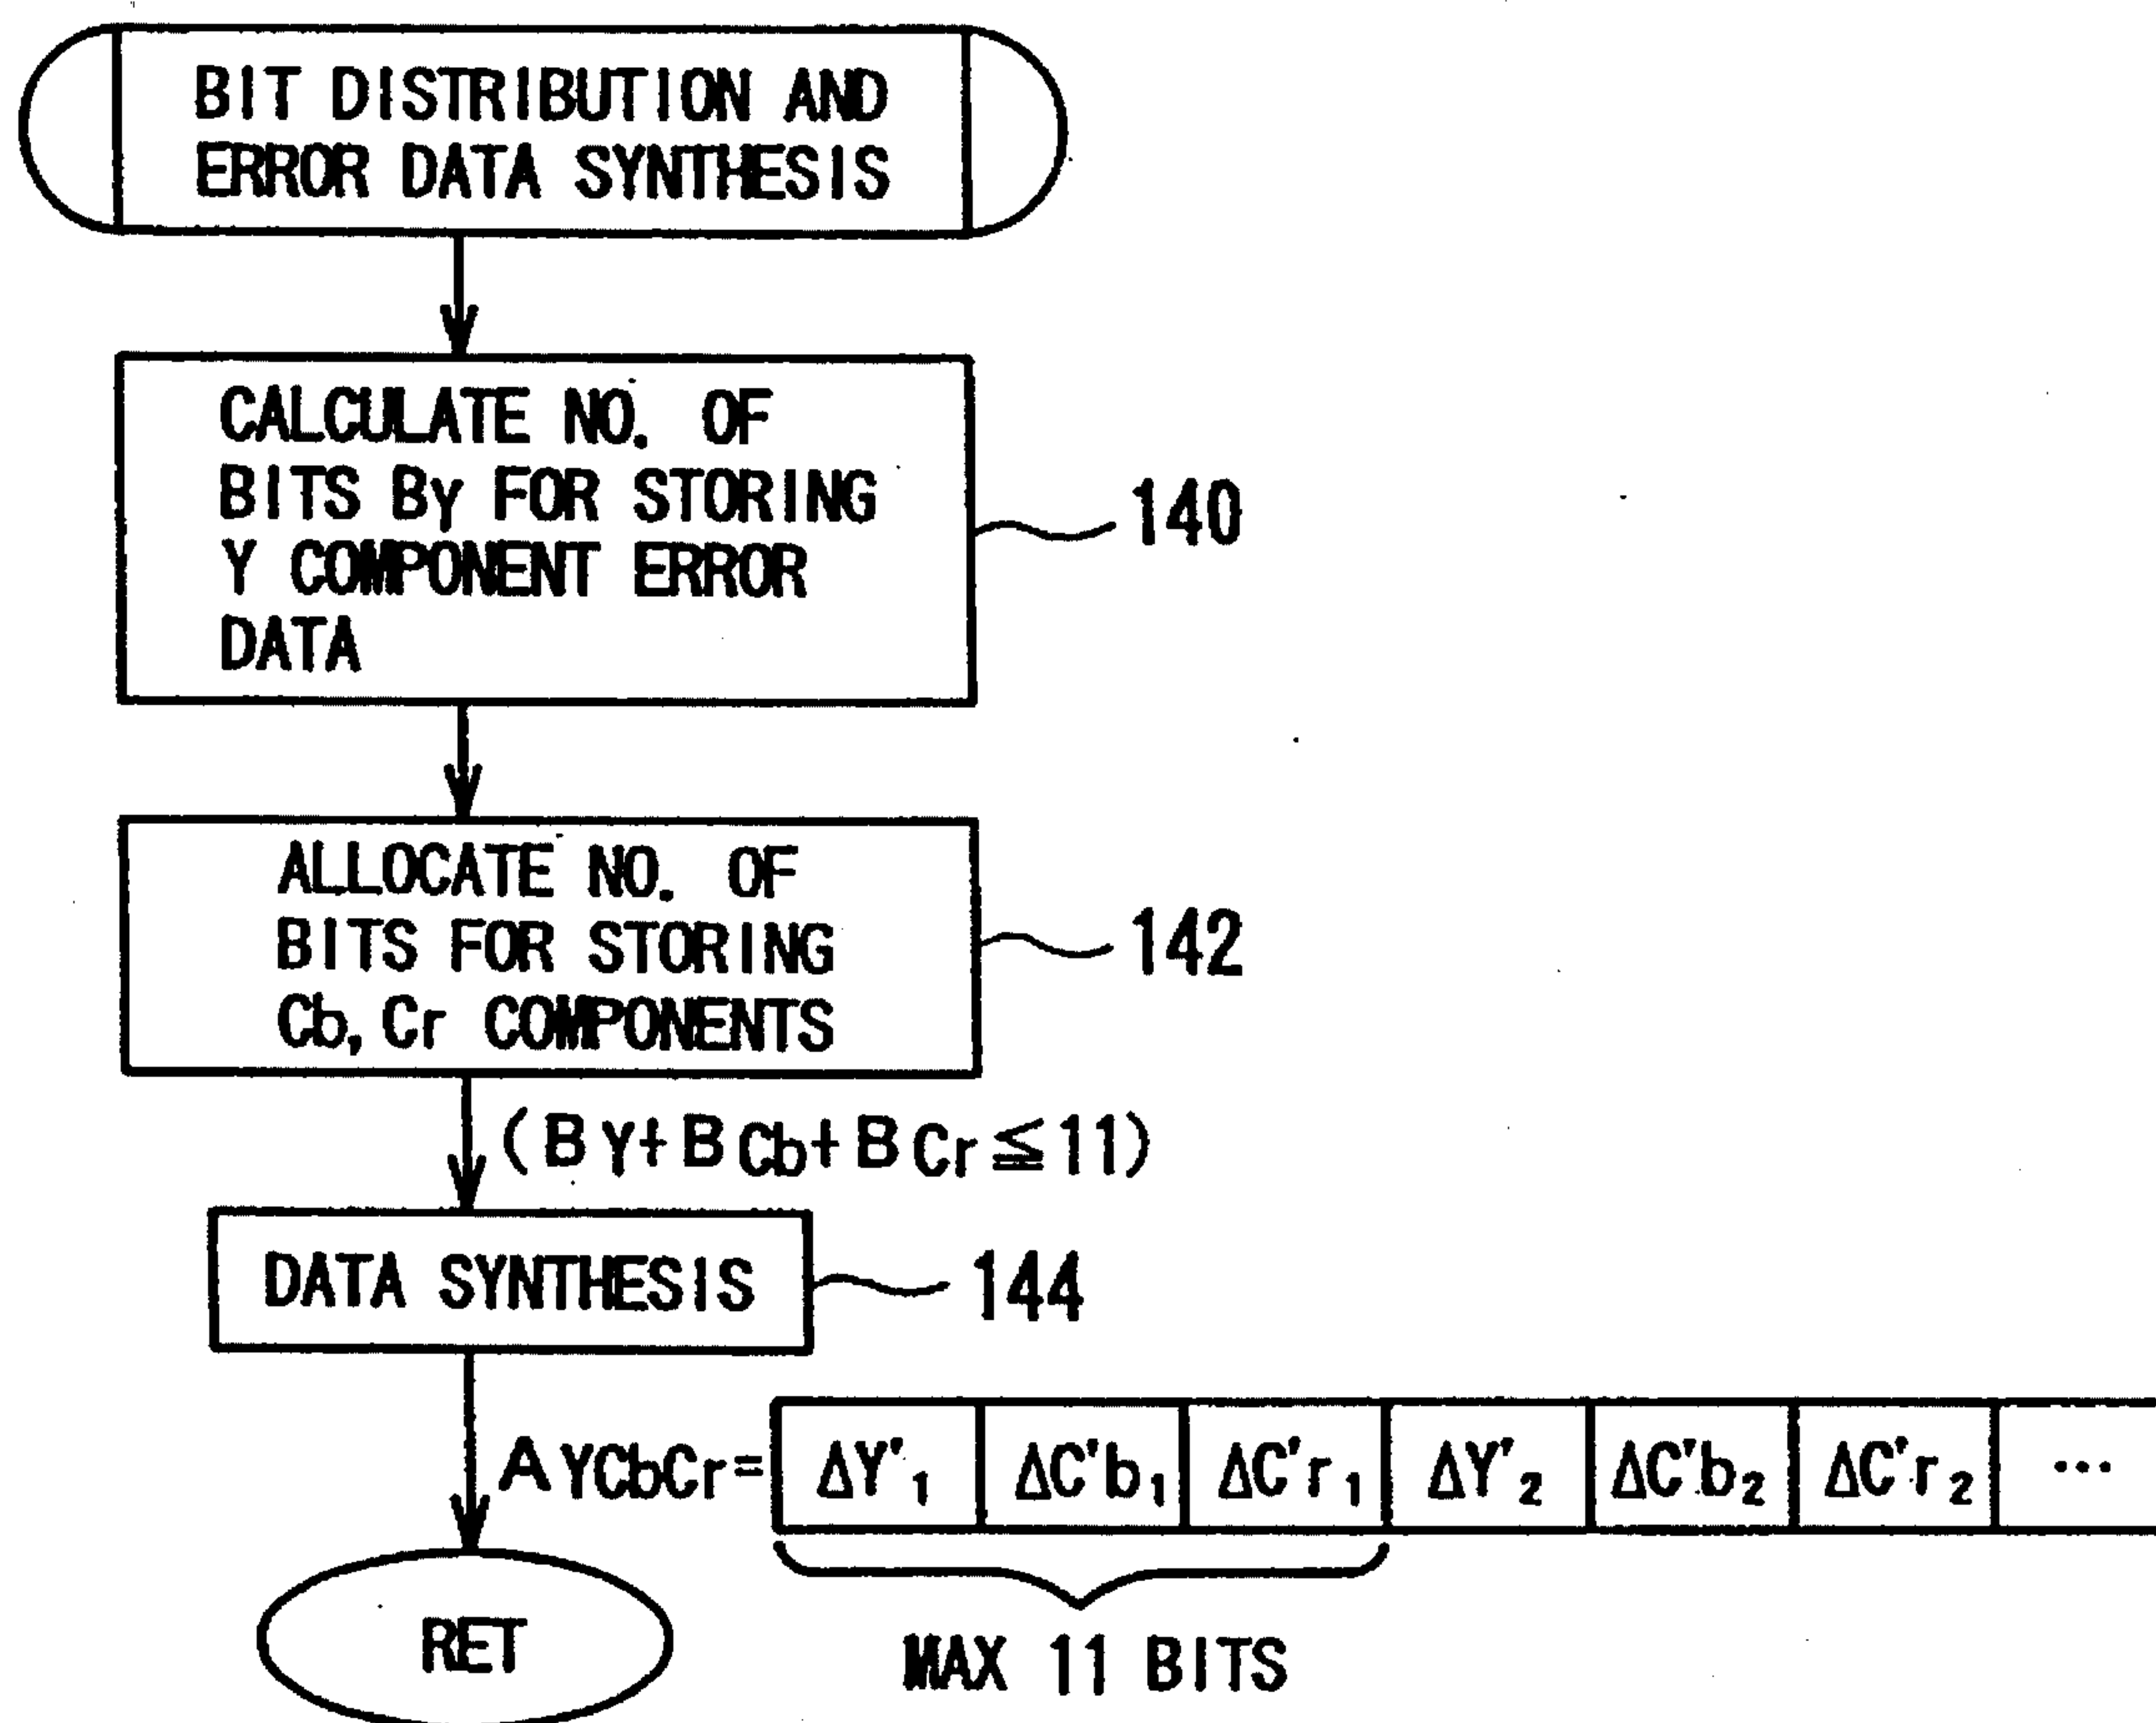 BIT DISTRIBUTION AND
ERROR DATA SYNTHESIS
CALCULATE NO. OF
BITS BY FOR STORING
Y COMPONENT ERROR
DATA
140
ALLOCATE NO. OF
BITS FOR STORING
Cb, Cr COMPONENTS
142
(BY+BCb+BCr≦11)
DATA SYNTHESIS
144
AYCbCr=
ΔY'1 ΔC'b1 ΔC'r1 ΔY'2 ΔC'b2 ΔC'r2 ...
MAX 11 BITS
RET